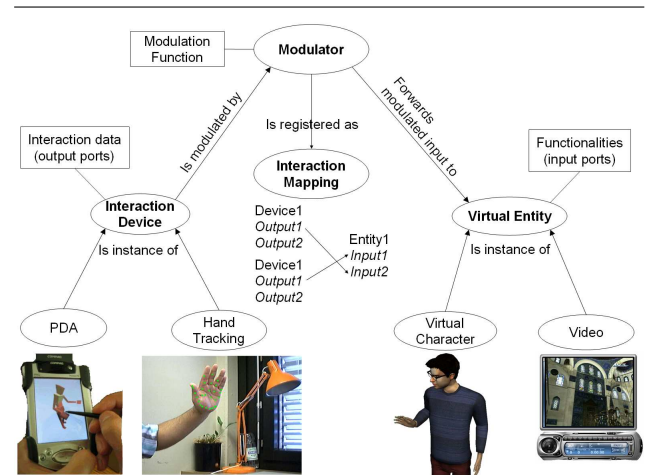 Modulation
Function
Modulator
Is modulated by
Is registered as
Forwards
modulated input to
Interaction data
(output ports)
Functionalities
(input ports)
Interaction
Mapping
Interaction
Device
Virtual Entity
Device1
Output1
Output2
Device1
Output1
Output2
Entity1
Input1
Input2
Is instance of
Is instance of
PDA
Hand
Tracking
Virtual
Character
Video